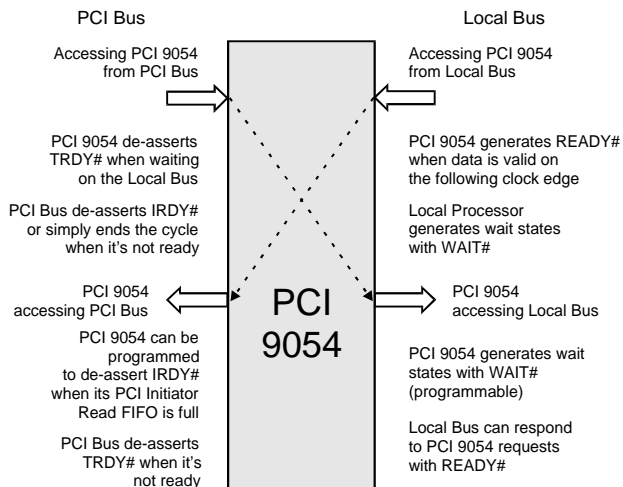 PCI Bus
Local Bus
Accessing PCI 9054
from PCI Bus
Accessing PCI 9054
from Local Bus
PCI 9054 de-asserts
TRDY# when waiting
on the Local Bus
PCI 9054 generates READY#
when data is valid on
the following clock edge
PCI Bus de-asserts IRDY#
or simply ends the cycle
when it's not ready
Local Processor
generates wait states
with WAIT#
PCI 9054
accessing PCI Bus
PCI
9054
PCI 9054
accessing Local Bus
PCI 9054 can be
programmed
to de-assert IRDY#
when its PCI Initiator
Read FIFO is full
PCI 9054 generates wait
states with WAIT#
(programmable)
PCI Bus de-asserts
TRDY# when it's
not ready
Local Bus can respond
to PCI 9054 requests
with READY#